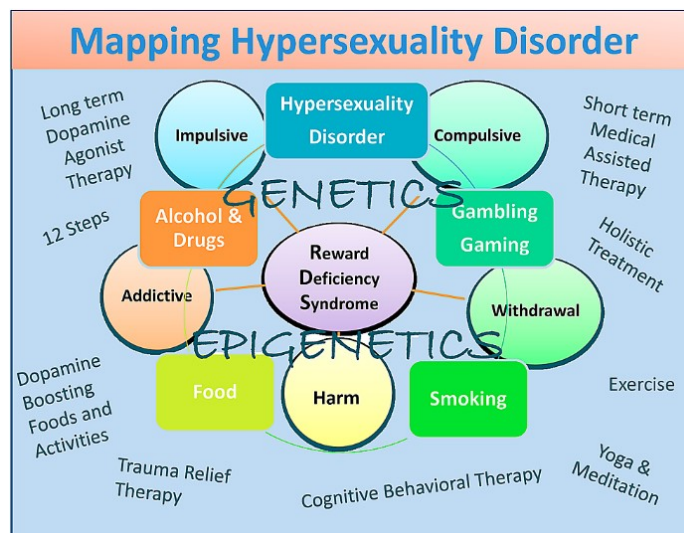 Mapping Hypersexuality Disorder
Long term
Dopamine
Agonist
Therapy
Impulsive
Hypersexuality
Disorder
Compulsive
Short term
Medical
Assisted
Therapy
GENETICS
12 Steps
Alcohol &
Drugs
Gambling
Gaming
Holistic
Treatment
Reward
Deficiency
Syndrome
Addictive
Withdrawal
EPIGENETICS
Dopamine
Boosting
Foods and
Activities
Food
Harm
Smoking
Exercise
Trauma Relief
Therapy
Cognitive Behavioral Therapy
Yoga &
Meditation